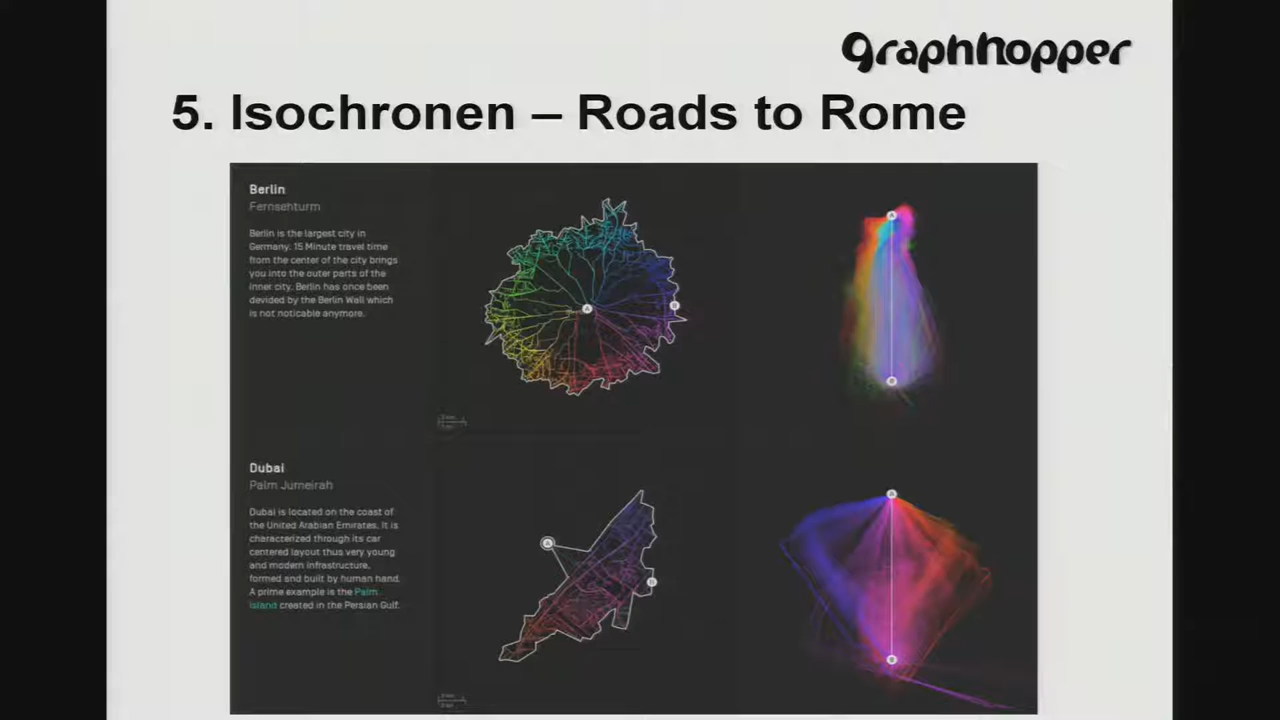 graphhopper
5. Isochronen – Roads to Rome
Berlin
Fernsehturm
Berlin is the largest city in
Germany. 15 Minute travel time
from the center of the city brings
you into the outer parts of the
inner city. Berlin has once been
devided by the Berlin Wall which
is not noticable anymore.
A
B
A
B
Dubai
Palm Jumeirah
Dubai is located on the coast of
the United Arabian Emirates. It is
characterized through its car
centered layout thus very young
and modern infrastructure,
formed and built by human hand.
A prime example is the Palm
Island created in the Persian Gulf.
A
B
A
B